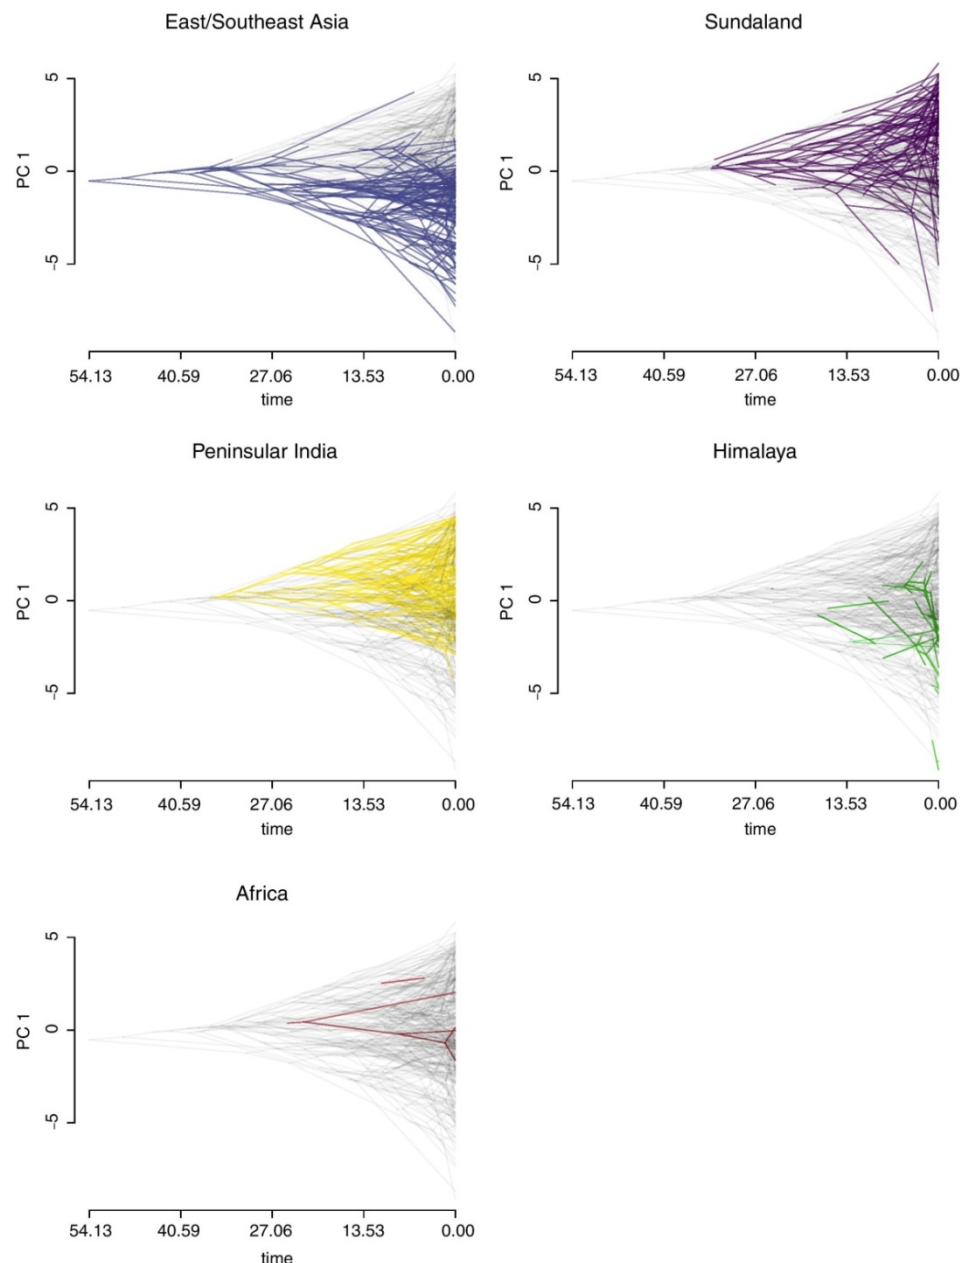 East/Southeast Asia
PC 1
5
0
−5
54.13 40.59 27.06 13.53 0.00
time
Sundaland
PC 1
5
0
−5
54.13 40.59 27.06 13.53 0.00
time
Peninsular India
PC 1
5
0
−5
54.13 40.59 27.06 13.53 0.00
time
Himalaya
PC 1
5
0
−5
54.13 40.59 27.06 13.53 0.00
time
Africa
PC 1
5
0
−5
54.13 40.59 27.06 13.53 0.00
time